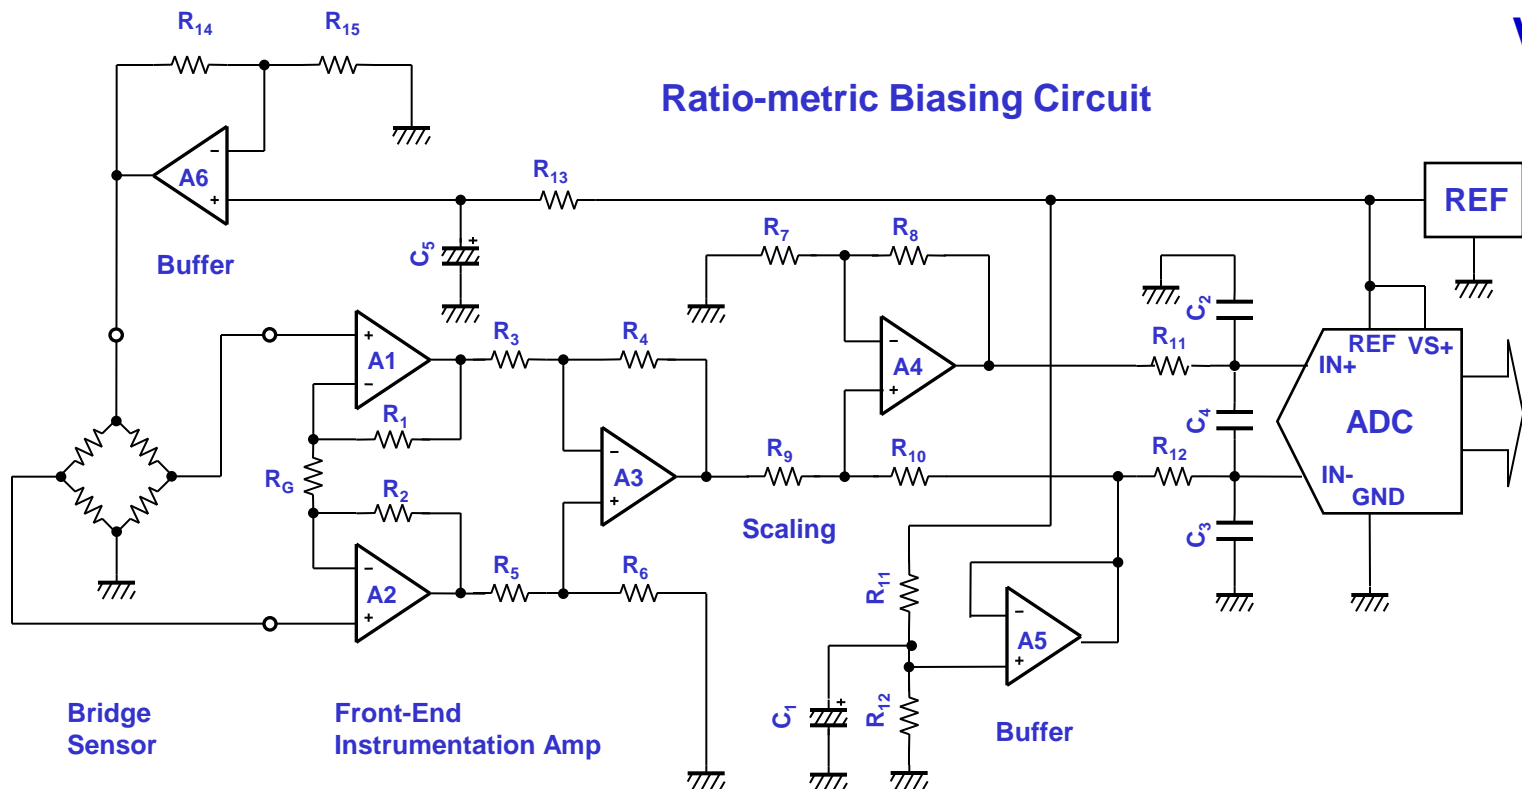 R14
R15
V
Ratio-metric Biasing Circuit
A6
-
+
R13
REF
Buffer
C5
+
R7
R8
C2
A1
+
-
R3
R4
A4
-
+
R11
REF
VS+
IN+
R1
C4
ADC
RG
R2
A3
-
+
R9
R10
R12
IN-
GND
Scaling
C3
A2
-
+
R5
R6
R11
A5
-
+
C1
+
R12
Buffer
Bridge
Sensor
Front-End
Instrumentation Amp